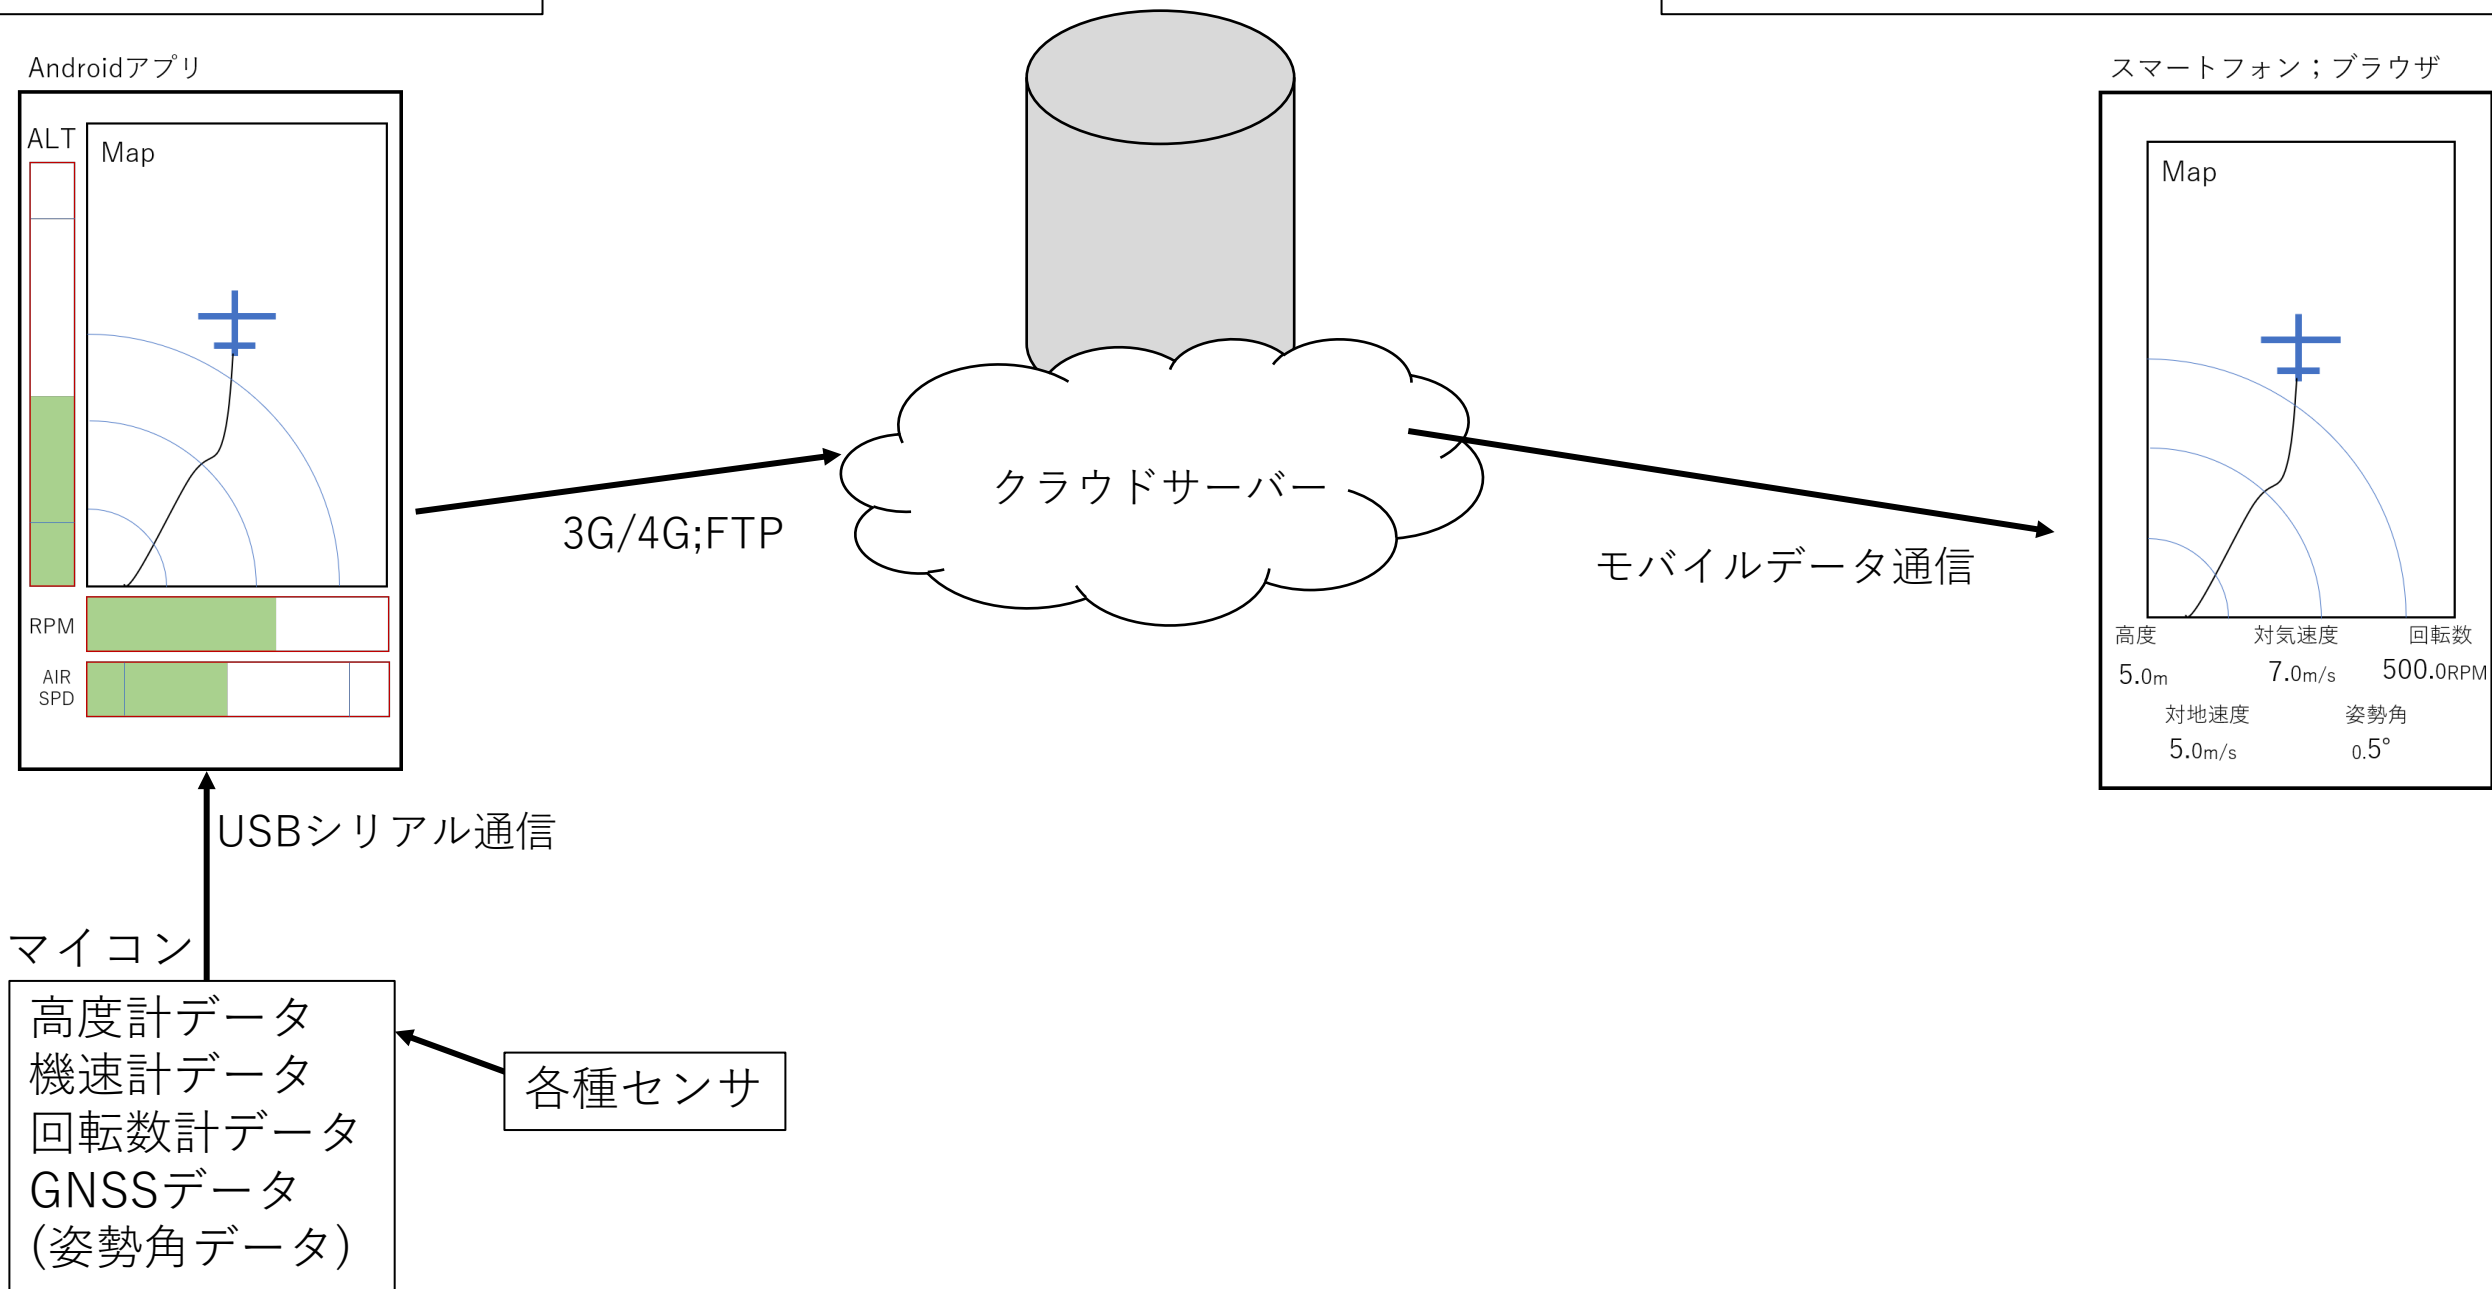 Androidアプリ
ALT
Map
RPM
AIR
SPD
3G/4G;FTP
クラウドサーバー
モバイルデータ通信
スマートフォン；ブラウザ
Map
高度 対気速度 回転数
5.0m 7.0m/s 500.0RPM
対地速度 姿勢角
5.0m/s 0.5°
USBシリアル通信
マイコン
高度計データ
機速計データ
回転数計データ
GNSSデータ
(姿勢角データ)
各種センサ